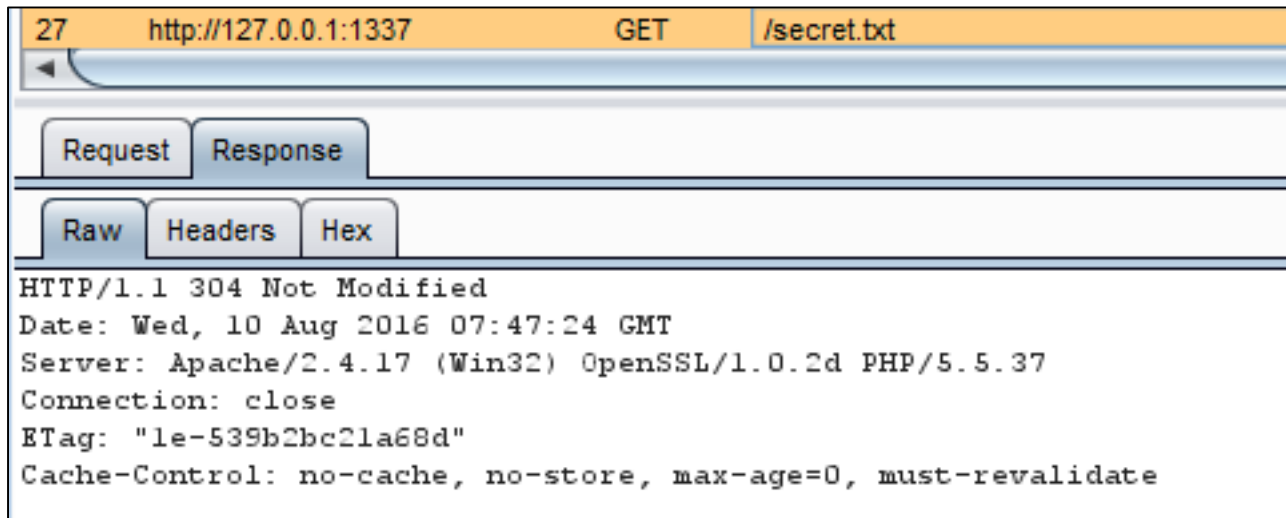 27 http://127.0.0.1:1337 GET /secret.txt
Request Response
Raw Headers Hex
HTTP/1.1 304 Not Modified
Date: Wed, 10 Aug 2016 07:47:24 GMT
Server: Apache/2.4.17 (Win32) OpenSSL/1.0.2d PHP/5.5.37
Connection: close
ETag: "1e-539b2bc21a68d"
Cache-Control: no-cache, no-store, max-age=0, must-revalidate